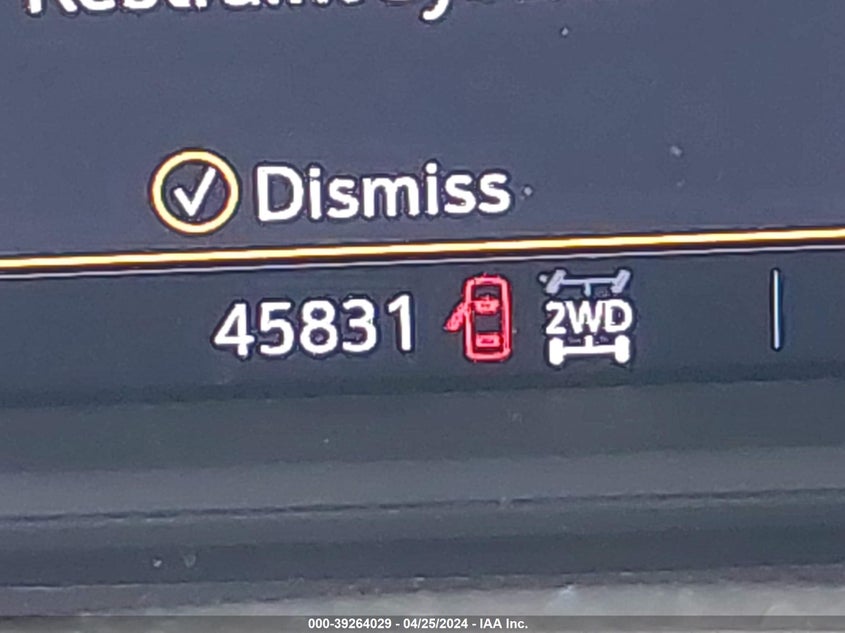 Dismiss
45831
2WD
000-39264029 - 04/25/2024 - IAA Inc.